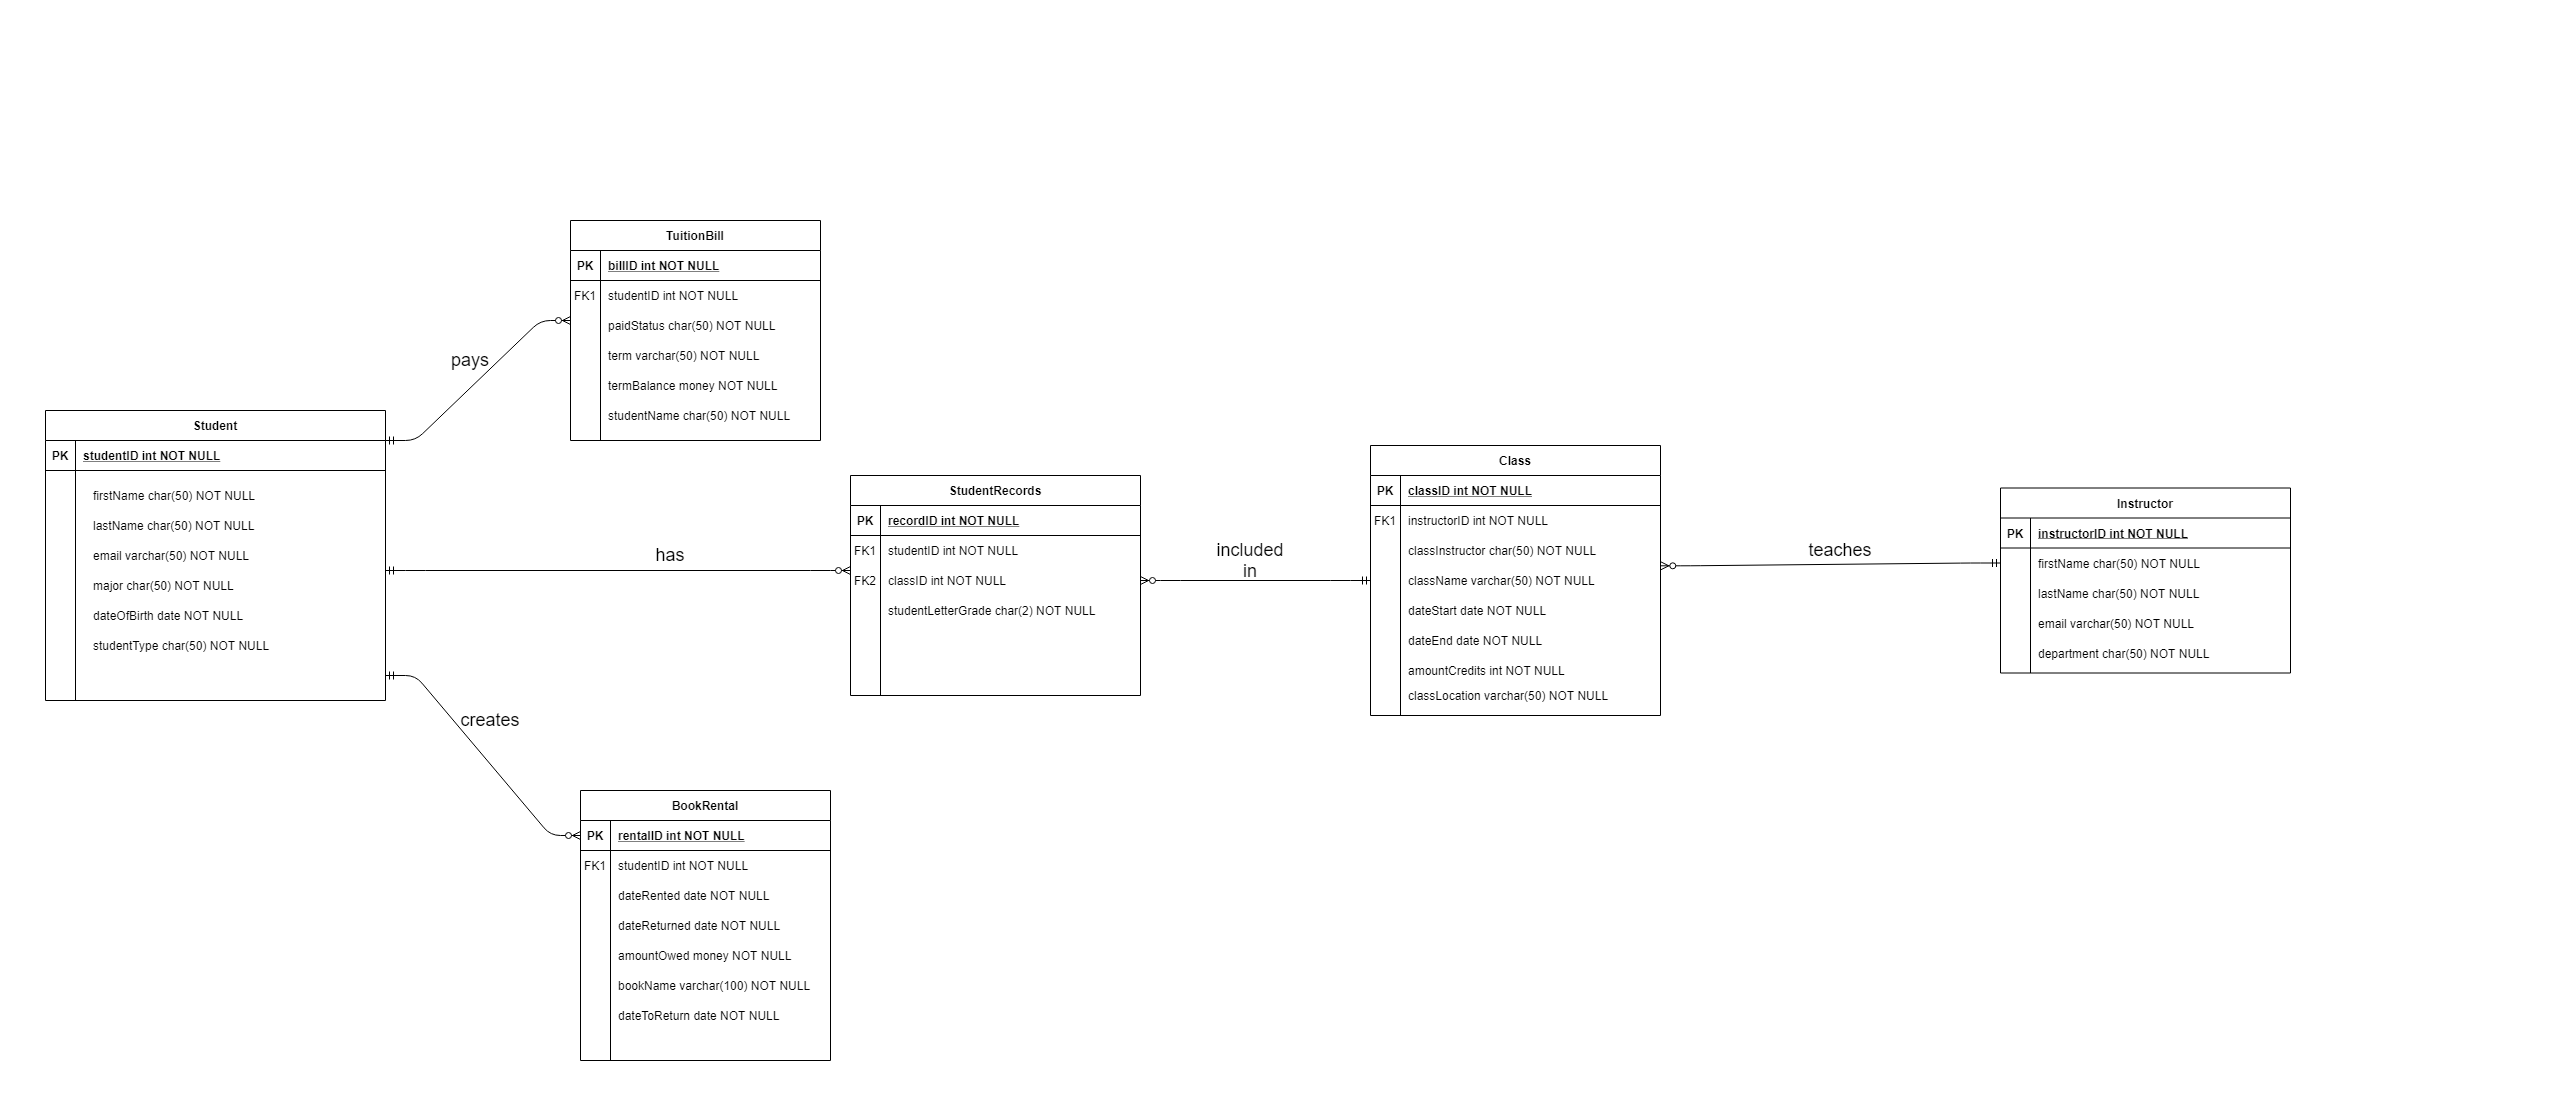 TuitionBill
PK billID int NOT NULL
FK1 studentID int NOT NULL
paidStatus char(50) NOT NULL
term varchar(50) NOT NULL
termBalance money NOT NULL
studentName char(50) NOT NULL
pays
Student
PK studentID int NOT NULL
firstName char(50) NOT NULL
lastName char(50) NOT NULL
email varchar(50) NOT NULL
major char(50) NOT NULL
dateOfBirth date NOT NULL
studentType char(50) NOT NULL
has
StudentRecords
PK recordID int NOT NULL
FK1 studentID int NOT NULL
FK2 classID int NOT NULL
studentLetterGrade char(2) NOT NULL
included
in
Class
PK classID int NOT NULL
FK1 instructorID int NOT NULL
classInstructor char(50) NOT NULL
className varchar(50) NOT NULL
dateStart date NOT NULL
dateEnd date NOT NULL
amountCredits int NOT NULL
classLocation varchar(50) NOT NULL
teaches
Instructor
PK instructorID int NOT NULL
firstName char(50) NOT NULL
lastName char(50) NOT NULL
email varchar(50) NOT NULL
department char(50) NOT NULL
creates
BookRental
PK rentalID int NOT NULL
FK1 studentID int NOT NULL
dateRented date NOT NULL
dateReturned date NOT NULL
amountOwed money NOT NULL
bookName varchar(100) NOT NULL
dateToReturn date NOT NULL